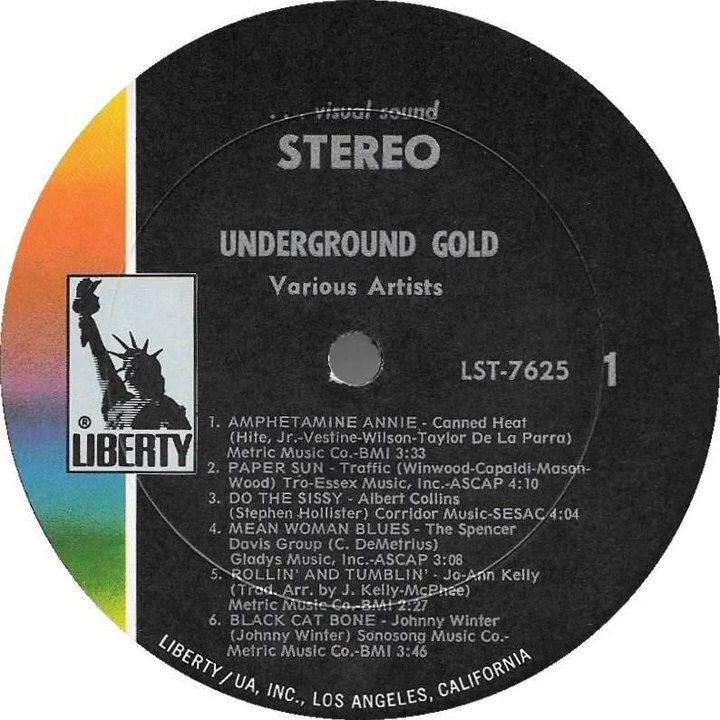 . . . visual sound
STEREO
UNDERGROUND GOLD
Various Artists
LST-7625 1
® LIBERTY
1. AMPHETAMINE ANNIE - Canned Heat
(Hite, Jr.-Vestine-Wilson-Taylor De La Parra)
Metric Music Co.-BMI 3:33
2. PAPER SUN - Traffic (Winwood-Capaldi-Mason-
Wood) Tro-Essex Music, Inc.-ASCAP 4:10
3. DO THE SISSY - Albert Collins
(Stephen Hollister) Corridor Music-SESAC 4:04
4. MEAN WOMAN BLUES - The Spencer
Davis Group (C. DeMetrius)
Gladys Music, Inc.-ASCAP 3:08
5. ROLLIN' AND TUMBLIN' - Jo-Ann Kelly
(Trad. Arr. by J. Kelly-McPhee)
Metric Music Co.-BMI 2:27
6. BLACK CAT BONE - Johnny Winter
(Johnny Winter) Sonosong Music Co.-
Metric Music Co.-BMI 3:46
LIBERTY/UA, INC., LOS ANGELES, CALIFORNIA